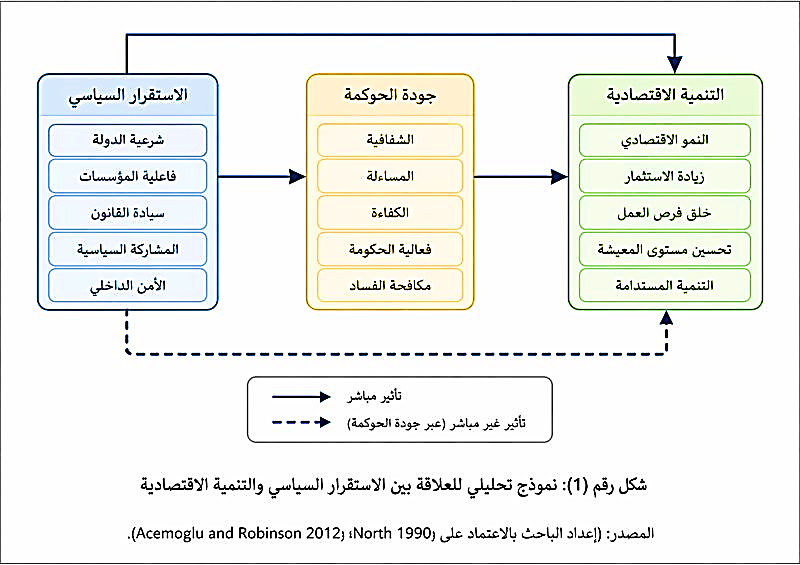 الاستقرار السياسي
شرعية الدولة
فاعلية المؤسسات
سيادة القانون
المشاركة السياسية
الأمن الداخلي
جودة الحوكمة
الشفافية
المساءلة
الكفاءة
فعالية الحكومة
مكافحة الفساد
التنمية الاقتصادية
النمو الاقتصادي
زيادة الاستثمار
خلق فرص العمل
تحسين مستوى المعيشة
التنمية المستدامة
تأثير مباشر
تأثير غير مباشر (عبر جودة الحوكمة)
شكل رقم (1): نموذج تحليلي للعلاقة بين الاستقرار السياسي والتنمية الاقتصادية
المصدر: (إعداد الباحث بالاعتماد على (North 1990؛ Acemoglu and Robinson 2012).